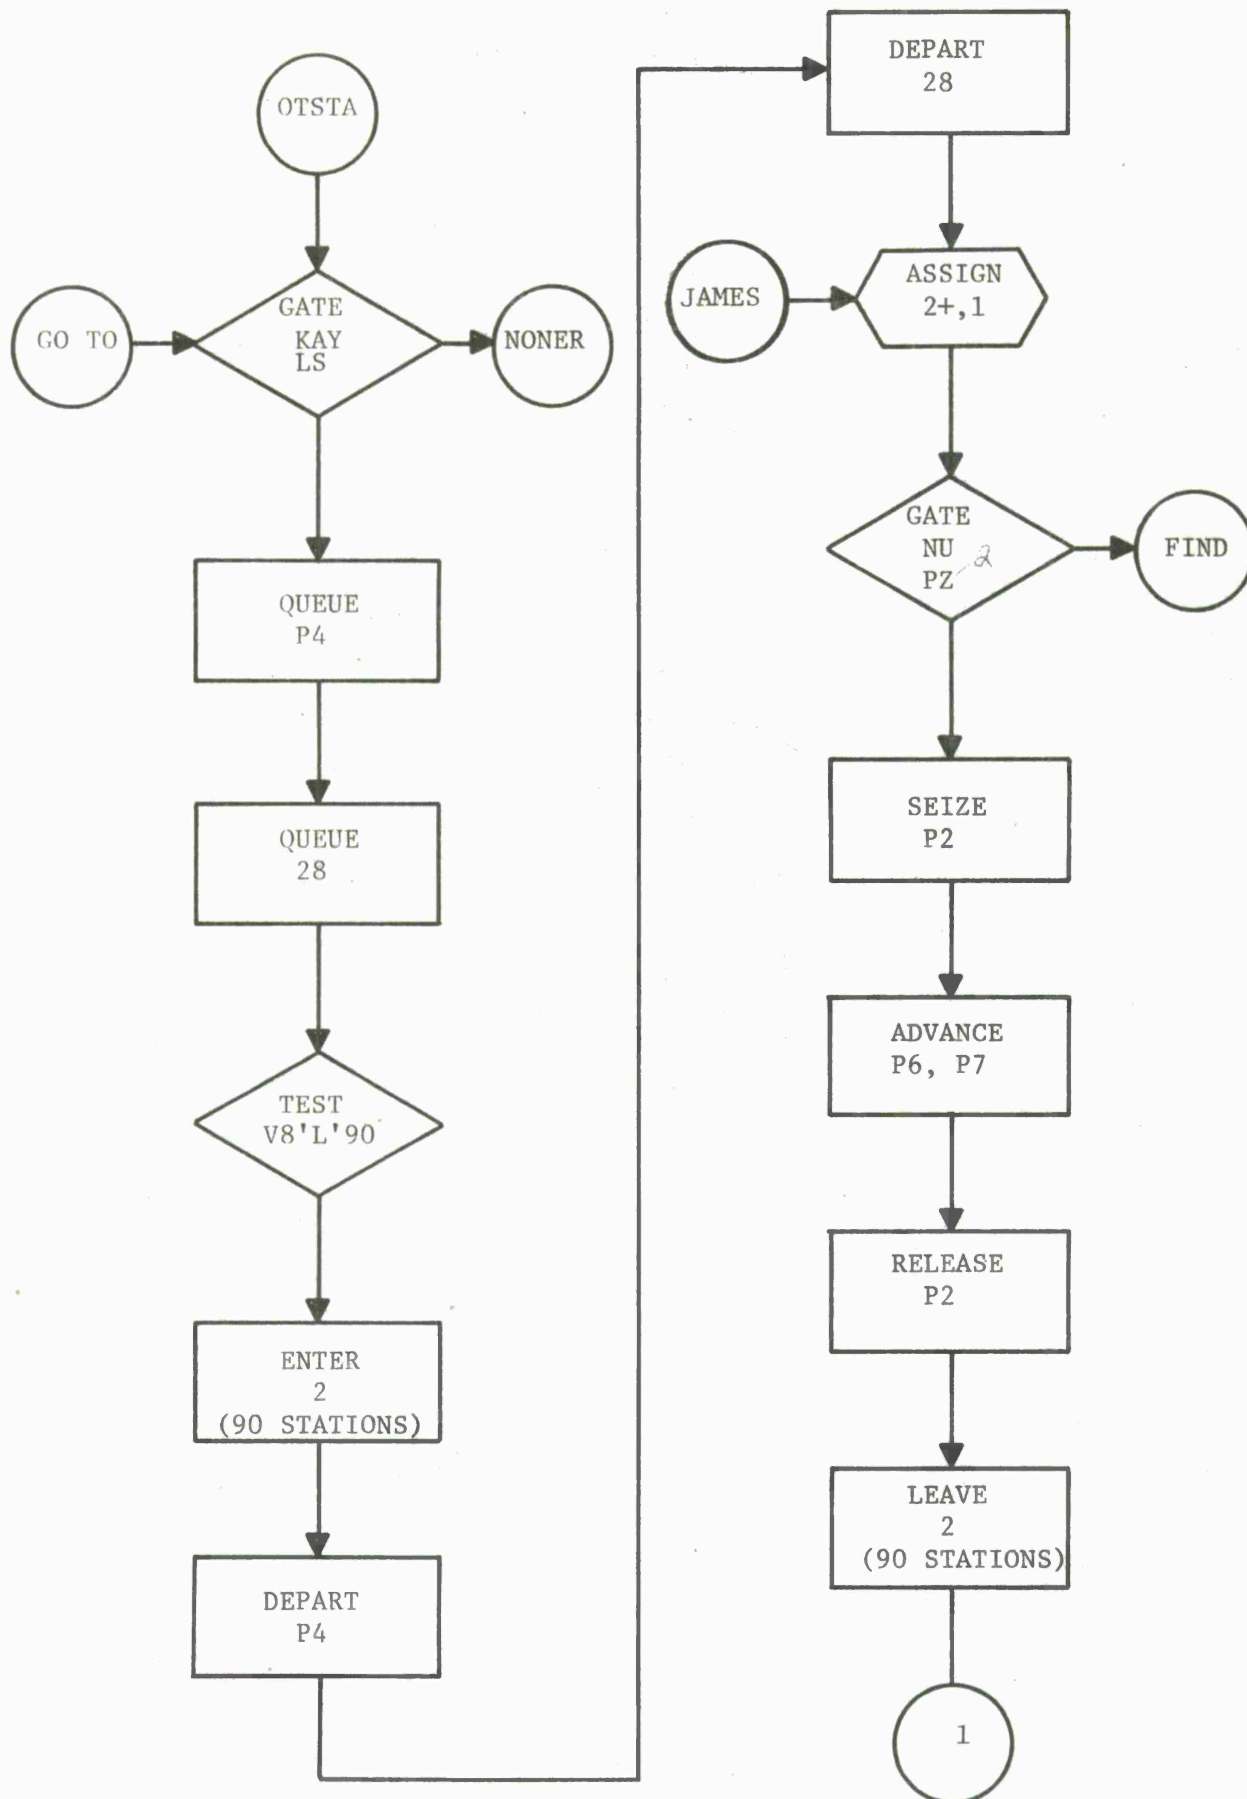 OTSTA
GO TO
GATE
KAY
LS
NONER
QUEUE
P4
QUEUE
28
TEST
V8'L'90
ENTER
2
(90 STATIONS)
DEPART
P4
DEPART
28
JAMES
ASSIGN
2+,1
GATE
NU
PZ 2
FIND
SEIZE
P2
ADVANCE
P6, P7
RELEASE
P2
LEAVE
2
(90 STATIONS)
1